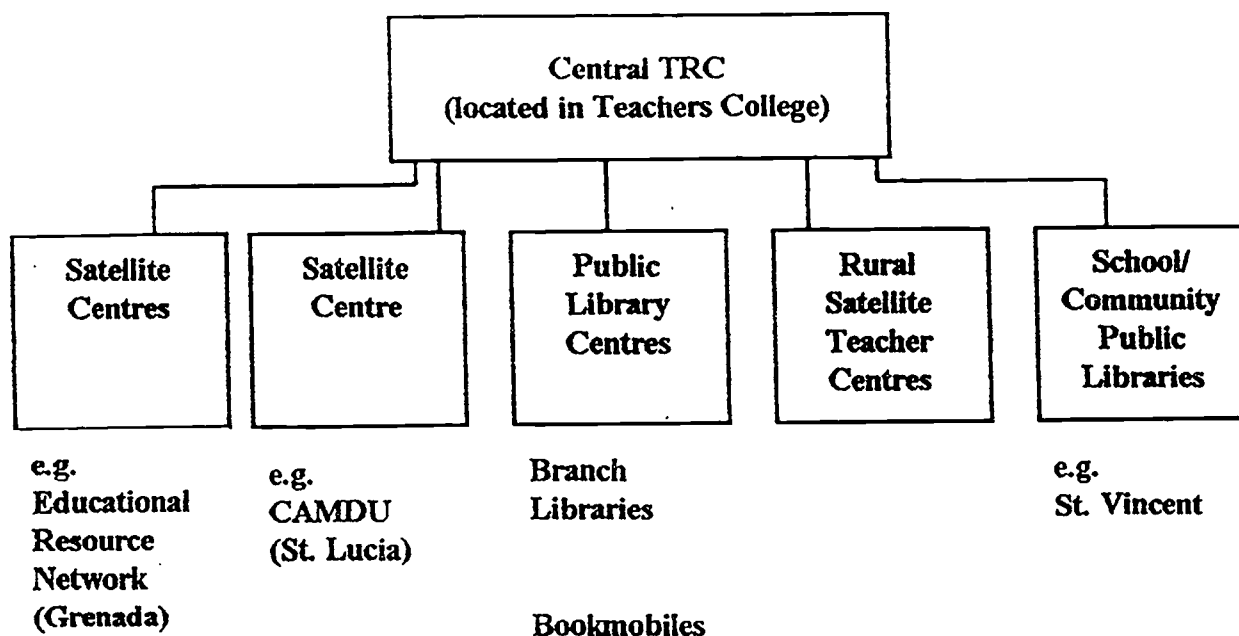 Central TRC
(located in Teachers College)
Satellite
Centres
Satellite
Centre
Public
Library
Centres
Rural
Satellite
Teacher
Centres
School/
Community
Public
Libraries
e.g.
Educational
Resource
Network
(Grenada)
e.g.
CAMDU
(St. Lucia)
Branch
Libraries
Bookmobiles
e.g.
St. Vincent